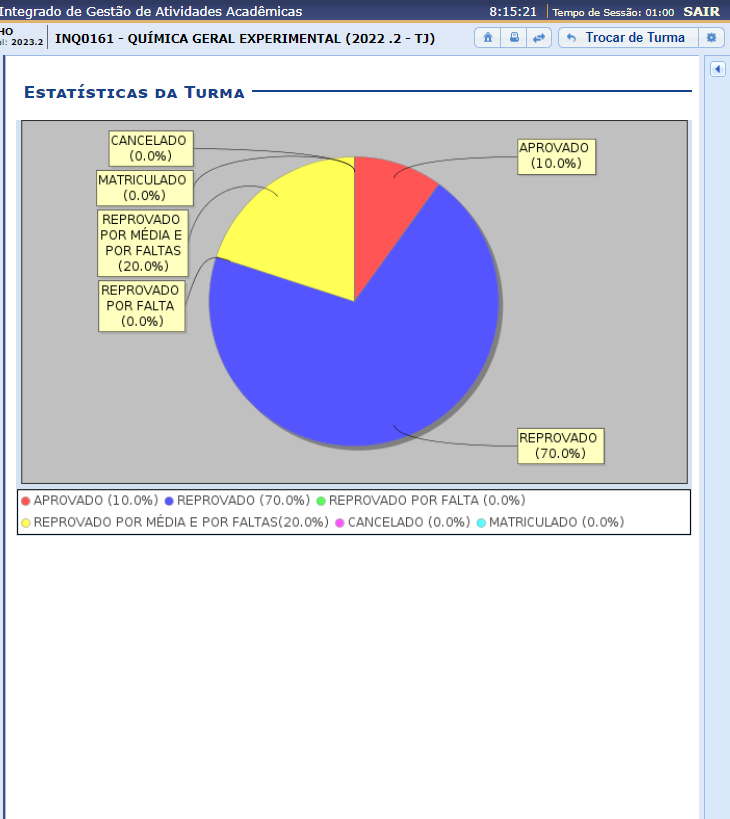 Integrado de Gestão de Atividades Acadêmicas
8:15:21
Tempo de Sessão: 01:00
SAIR
HO
el: 2023.2
INQ0161 - QUÍMICA GERAL EXPERIMENTAL (2022 .2 - TJ)
Trocar de Turma
Estatísticas da Turma
CANCELADO
(0.0%)
MATRICULADO
(0.0%)
REPROVADO
POR MÉDIA E
POR FALTAS
(20.0%)
REPROVADO
POR FALTA
(0.0%)
APROVADO
(10.0%)
REPROVADO
(70.0%)
APROVADO (10.0%) REPROVADO (70.0%) REPROVADO POR FALTA (0.0%)
REPROVADO POR MÉDIA E POR FALTAS(20.0%) CANCELADO (0.0%) MATRICULADO (0.0%)